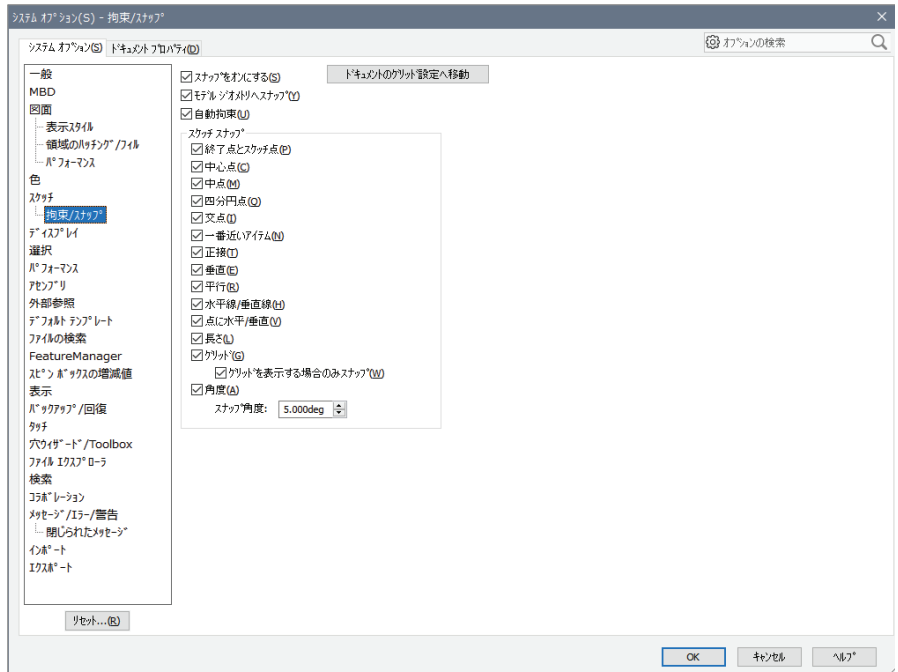 ｼｽﾃﾑ ｵﾌﾟｼｮﾝ(S) - 拘束/ｽﾅｯﾌﾟ
ｼｽﾃﾑ ｵﾌﾟｼｮﾝ(S)
ﾄﾞｷｭﾒﾝﾄ ﾌﾟﾛﾊﾟﾃｨ(D)
ｵﾌﾟｼｮﾝの検索
一般
MBD
図面
表示ｽﾀｲﾙ
領域のﾊｯﾁﾝｸﾞ/ﾌｨﾙ
ﾊﾟﾌｫｰﾏﾝｽ
色
ｽｹｯﾁ
拘束/ｽﾅｯﾌﾟ
ﾃﾞｨｽﾌﾟﾚｲ
選択
ﾊﾟﾌｫｰﾏﾝｽ
ｱｾﾝﾌﾞﾘ
外部参照
ﾃﾞﾌｫﾙﾄ ﾃﾝﾌﾟﾚｰﾄ
ﾌｧｲﾙの検索
FeatureManager
ｽﾋﾟﾝ ﾎﾞｯｸｽの増減値
表示
ﾊﾞｯｸｱｯﾌﾟ/回復
ﾀｯﾁ
穴ｳｨｻﾞｰﾄﾞ/Toolbox
ﾌｧｲﾙ ｴｸｽﾌﾟﾛｰﾗ
検索
ｺﾗﾎﾞﾚｰｼｮﾝ
ﾒｯｾｰｼﾞ/ｴﾗｰ/警告
閉じられたﾒｯｾｰｼﾞ
ｲﾝﾎﾟｰﾄ
ｴｸｽﾎﾟｰﾄ
ﾘｾｯﾄ...(R)
ｽﾅｯﾌﾟをｵﾝにする(S)
ﾄﾞｷｭﾒﾝﾄのｸﾞﾘｯﾄﾞ設定へ移動
ﾓﾃﾞﾙ ｼﾞｵﾒﾄﾘへｽﾅｯﾌﾟ(Y)
自動拘束(U)
ｽｹｯﾁ ｽﾅｯﾌﾟ
終了点とｽｹｯﾁ点(P)
中心点(C)
中点(M)
四分円点(Q)
交点(I)
一番近いｱｲﾃﾑ(N)
正接(T)
垂直(E)
平行(R)
水平線/垂直線(H)
点に水平/垂直(V)
長さ(L)
ｸﾞﾘｯﾄﾞ(G)
ｸﾞﾘｯﾄﾞを表示する場合のみｽﾅｯﾌﾟ(W)
角度(A)
ｽﾅｯﾌﾟ角度: 5.000deg
OK
ｷｬﾝｾﾙ
ﾍﾙﾌﾟ